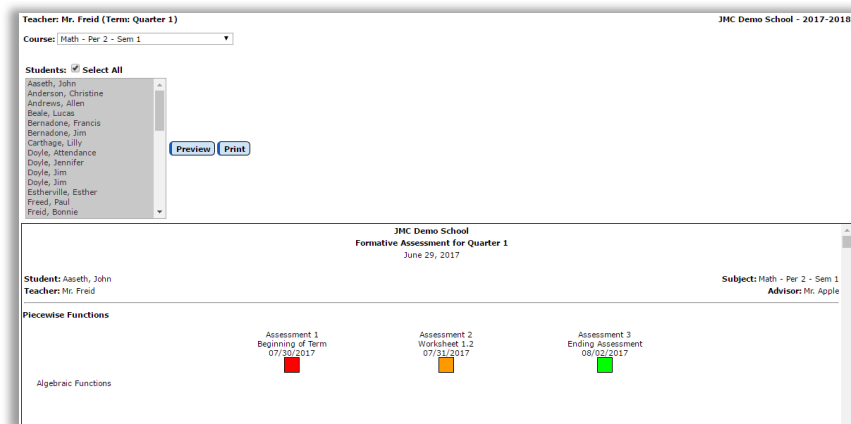 Teacher: Mr. Freid (Term: Quarter 1)
JMC Demo School - 2017-2018
Course: Math - Per 2 - Sem 1
Students: Select All
Aaseth, John
Anderson, Christine
Andrews, Allen
Beale, Lucas
Bernadone, Francis
Bernadone, Jim
Carthage, Lilly
Doyle, Attendance
Doyle, Jennifer
Doyle, Jim
Doyle, Jim
Estherville, Esther
Freed, Paul
Freid, Bonnie
Preview Print
JMC Demo School
Formative Assessment for Quarter 1
June 29, 2017
Student: Aaseth, John
Subject: Math - Per 2 - Sem 1
Teacher: Mr. Freid
Advisor: Mr. Apple
Piecewise Functions
Assessment 1
Beginning of Term
07/30/2017
Assessment 2
Worksheet 1.2
07/31/2017
Assessment 3
Ending Assessment
08/02/2017
Algebraic Functions